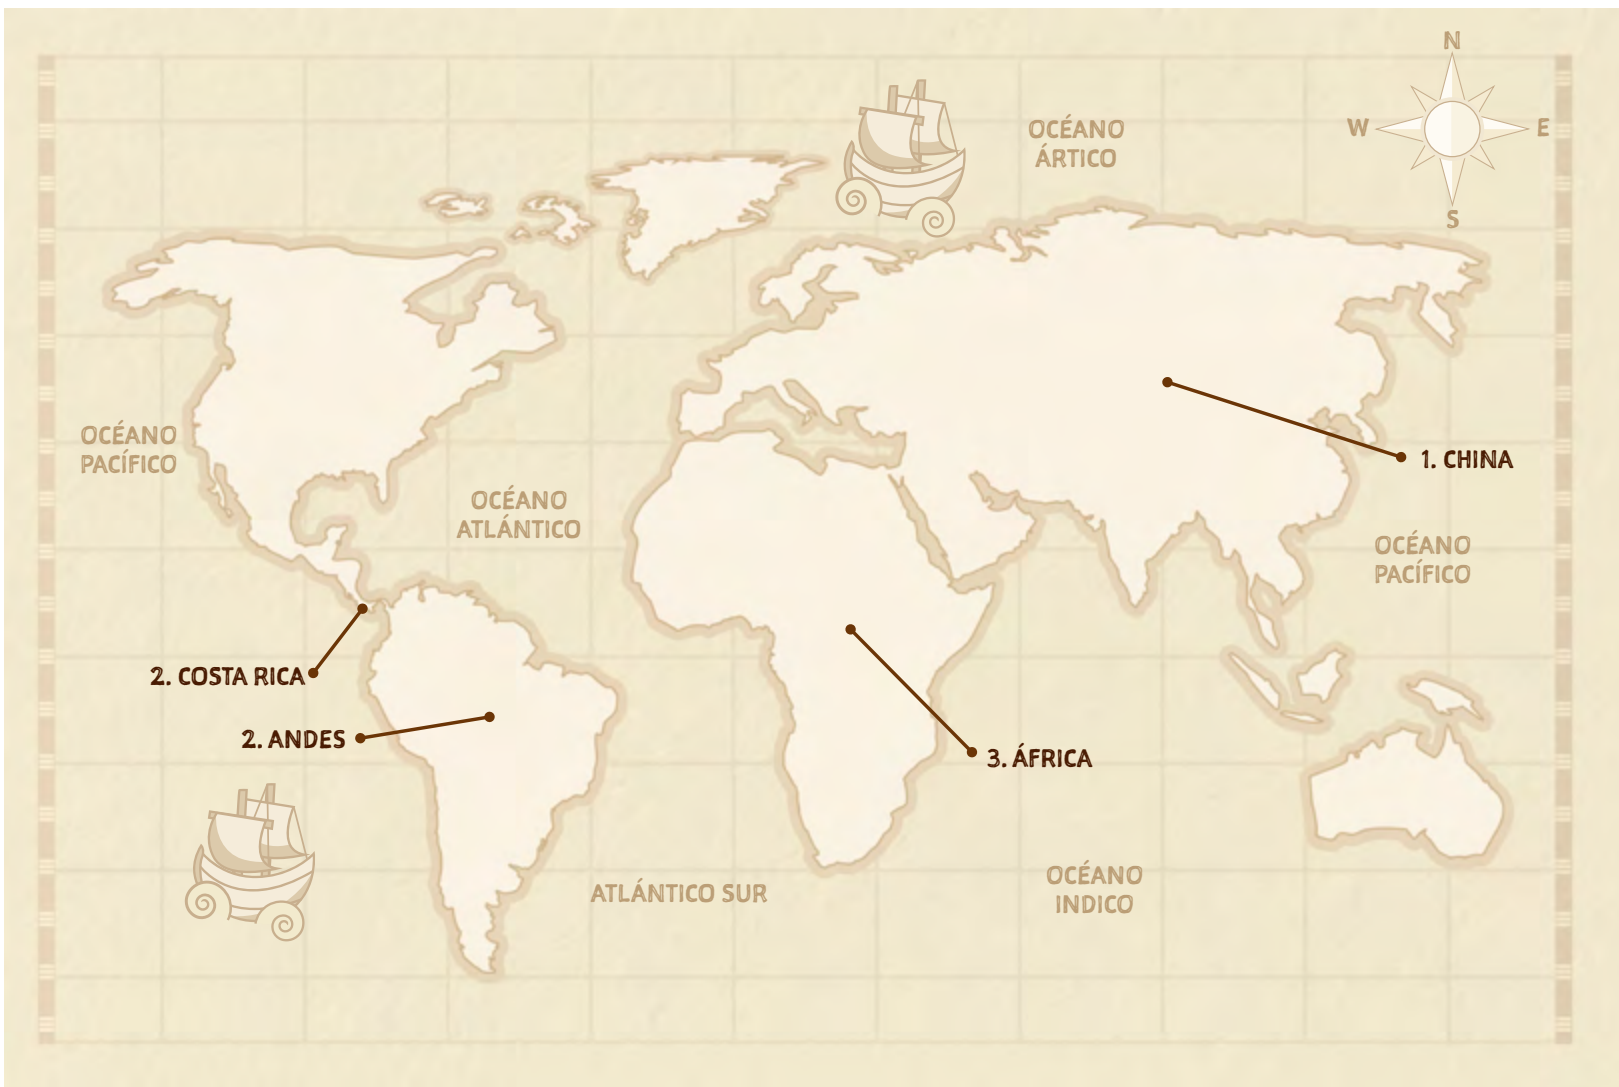 N
W
E
S
OCÉANO
ÁRTICO
OCÉANO
PACÍFICO
1. CHINA
OCÉANO
ATLÁNTICO
OCÉANO
PACÍFICO
2. COSTA RICA
2. ANDES
3. ÁFRICA
ATLÁNTICO SUR
OCÉANO
INDICO